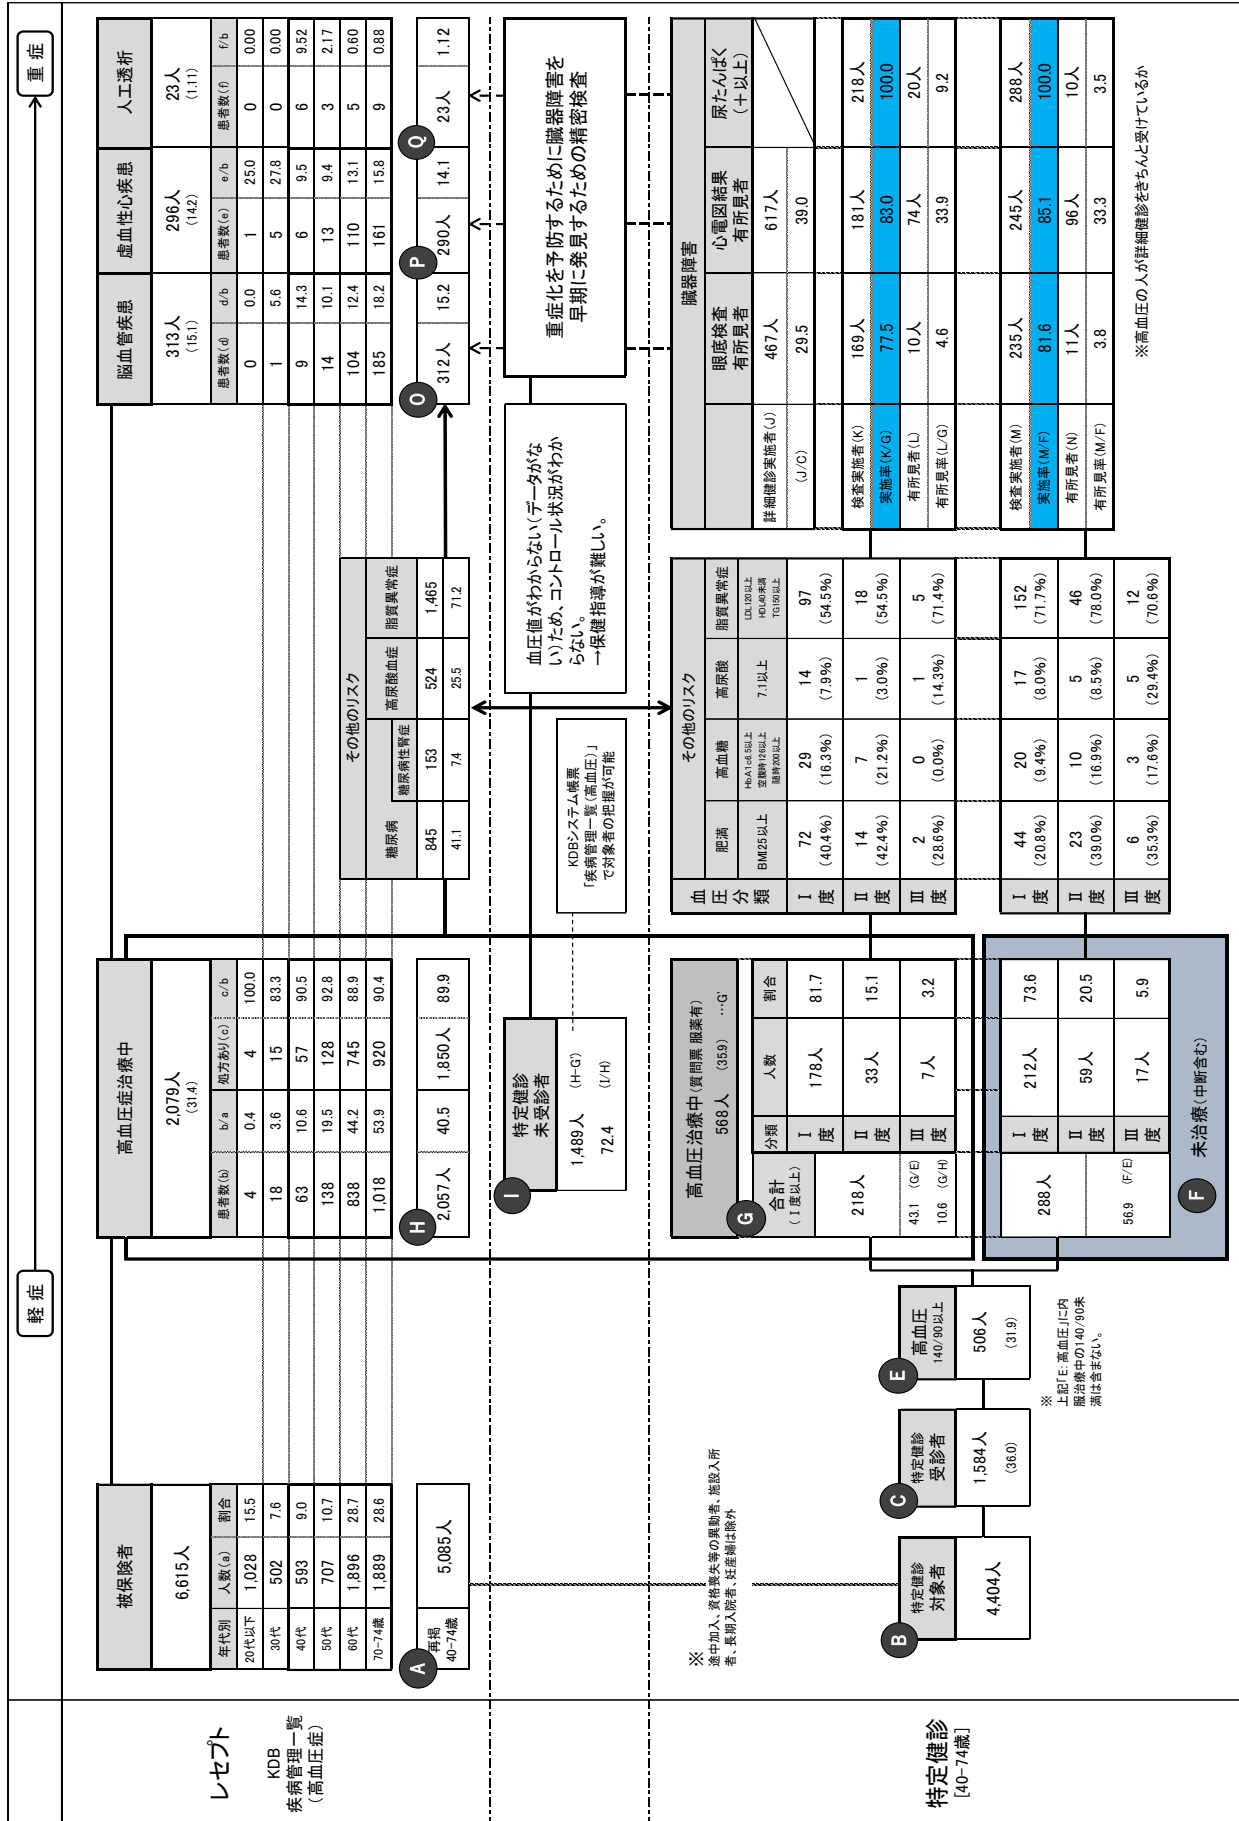 軽症
重症
レセプト
KDB
疾病管理一覧
(高血圧症)
被保険者
6,615人
年代別 人数(a) 割合
20代以下 1,028 15.5
30代 502 7.6
40代 593 9.0
50代 707 10.7
60代 1,896 28.7
70-74歳 1,889 28.6
A
再掲
40-74歳
5,085人
高血圧症治療中
2,079人
(31.4)
患者数(b) b/a 処方あり(c) c/b
4 0.4 4 100.0
18 3.6 15 83.3
63 10.6 57 90.5
138 19.5 128 92.8
838 44.2 745 88.9
1,018 53.9 920 90.4
H
2,057人 40.5 1,850人 89.9
その他のリスク
糖尿病 高尿酸血症 脂質異常症
糖尿病性腎症
845 153 524 1,465
41.1 7.4 25.5 71.2
脳血管疾患 虚血性心疾患 人工透析
313人 296人 23人
(15.1) (14.2) (1.11)
患者数(d) d/b 患者数(e) e/b 患者数(f) f/b
0 0.0 1 25.0 0 0.00
1 5.6 5 27.8 0 0.00
9 14.3 6 9.5 6 9.52
14 10.1 13 9.4 3 2.17
104 12.4 110 13.1 5 0.60
185 18.2 161 15.8 9 0.88
O P Q
312人 15.2 290人 14.1 23人 1.12
I
特定健診
未受診者
1,489人 (H-G')
72.4 (I/H)
KDBシステム帳票
「疾病管理一覧(高血圧)」
で対象者の把握が可能
血圧値がわからない(データがな
い)ため、コントロール状況がわか
らない。
→保健指導が難しい。
重症化を予防するために臓器障害を
早期に発見するための精密検査
特定健診
[40-74歳]
※
途中加入、資格喪失等の異動者、施設入所
者、長期入院者、妊産婦は除外
B
特定健診
対象者
4,404人
C
特定健診
受診者
1,584人
(36.0)
E
高血圧
140/90以上
506人
(31.9)
※
上記「E:高血圧」に内
服治療中の140/90未
満は含まない。
高血圧治療中(質問票 服薬有)
568人 (35.9) …G'
G
合計
(Ⅰ度以上)
分類 人数 割合
218人
43.1 (G/E)
10.6 (G/H)
Ⅰ度 178人 81.7
Ⅱ度 33人 15.1
Ⅲ度 7人 3.2
288人
56.9 (F/E)
Ⅰ度 212人 73.6
Ⅱ度 59人 20.5
Ⅲ度 17人 5.9
F
未治療(中断含む)
血圧分類
その他のリスク
肥満 高血糖 高尿酸 脂質異常症
BMI25以上
HbA1c6.5以上
空腹時126以上
随時200以上
7.1以上
LDL120以上
HDL40未満
TG150以上
Ⅰ度 72 29 14 97
(40.4%) (16.3%) (7.9%) (54.5%)
Ⅱ度 14 7 1 18
(42.4%) (21.2%) (3.0%) (54.5%)
Ⅲ度 2 0 1 5
(28.6%) (0.0%) (14.3%) (71.4%)
Ⅰ度 44 20 17 152
(20.8%) (9.4%) (8.0%) (71.7%)
Ⅱ度 23 10 5 46
(39.0%) (16.9%) (8.5%) (78.0%)
Ⅲ度 6 3 5 12
(35.3%) (17.6%) (29.4%) (70.6%)
臓器障害
眼底検査
有所見者
心電図結果
有所見者
尿たんぱく
(+以上)
詳細健診実施者(J) 467人 617人
(J/C) 29.5 39.0
検査実施者(K) 169人 181人 218人
実施率(K/G) 77.5 83.0 100.0
有所見者(L) 10人 74人 20人
有所見率(L/G) 4.6 33.9 9.2
検査実施者(M) 235人 245人 288人
実施率(M/F) 81.6 85.1 100.0
有所見者(N) 11人 96人 10人
有所見率(M/F) 3.8 33.3 3.5
※高血圧の人が詳細健診をきちんと受けているか